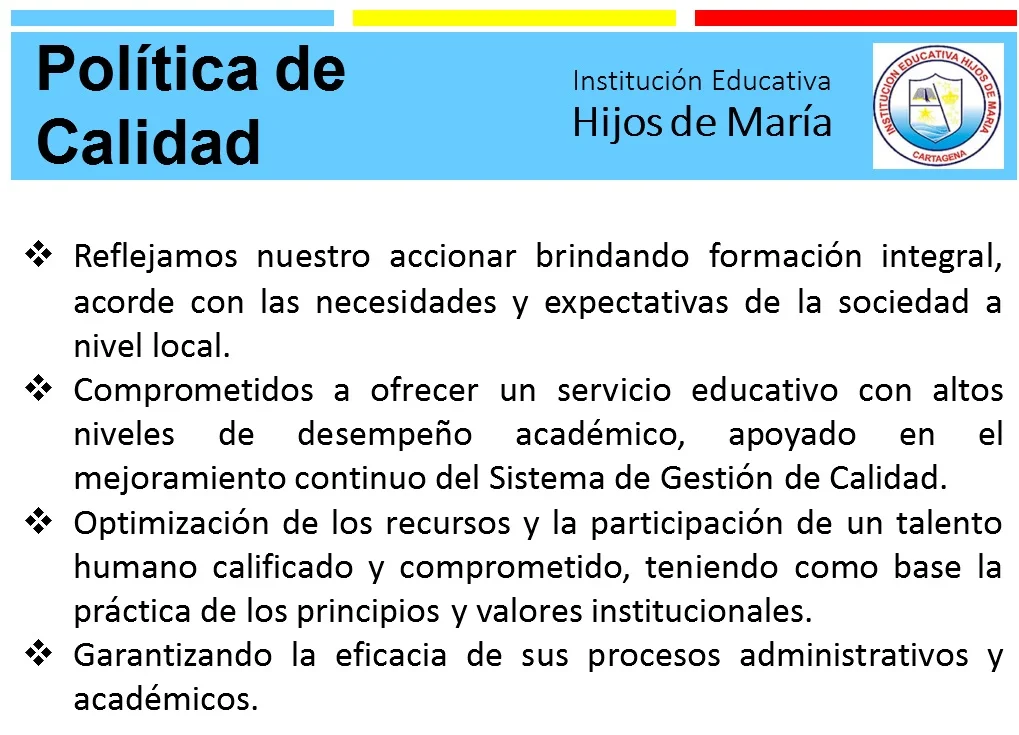 Política de
Calidad
Institución Educativa
Hijos de María
INSTITUCIÓN EDUCATIVA HIJOS DE MARÍA
CARTAGENA
❖ Reflejamos nuestro accionar brindando formación integral,
acorde con las necesidades y expectativas de la sociedad a
nivel local.
❖ Comprometidos a ofrecer un servicio educativo con altos
niveles de desempeño académico, apoyado en el
mejoramiento continuo del Sistema de Gestión de Calidad.
❖ Optimización de los recursos y la participación de un talento
humano calificado y comprometido, teniendo como base la
práctica de los principios y valores institucionales.
❖ Garantizando la eficacia de sus procesos administrativos y
académicos.